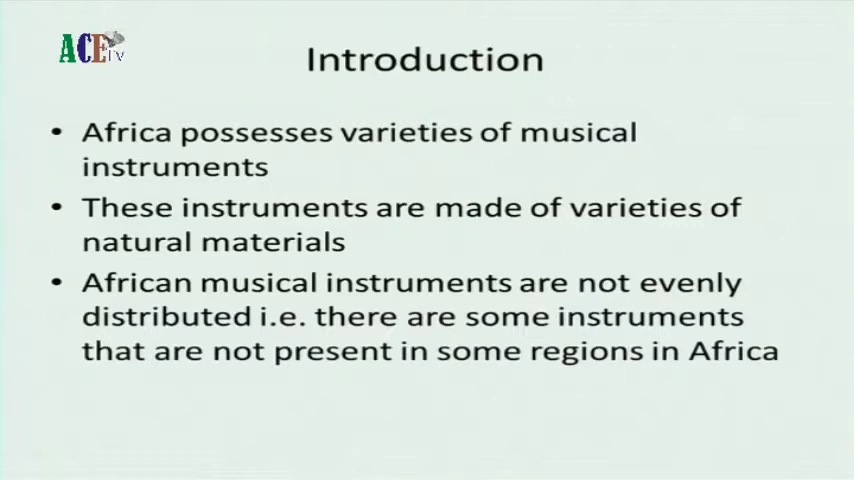 ACE TV
Introduction
• Africa possesses varieties of musical
instruments
• These instruments are made of varieties of
natural materials
• African musical instruments are not evenly
distributed i.e. there are some instruments
that are not present in some regions in Africa